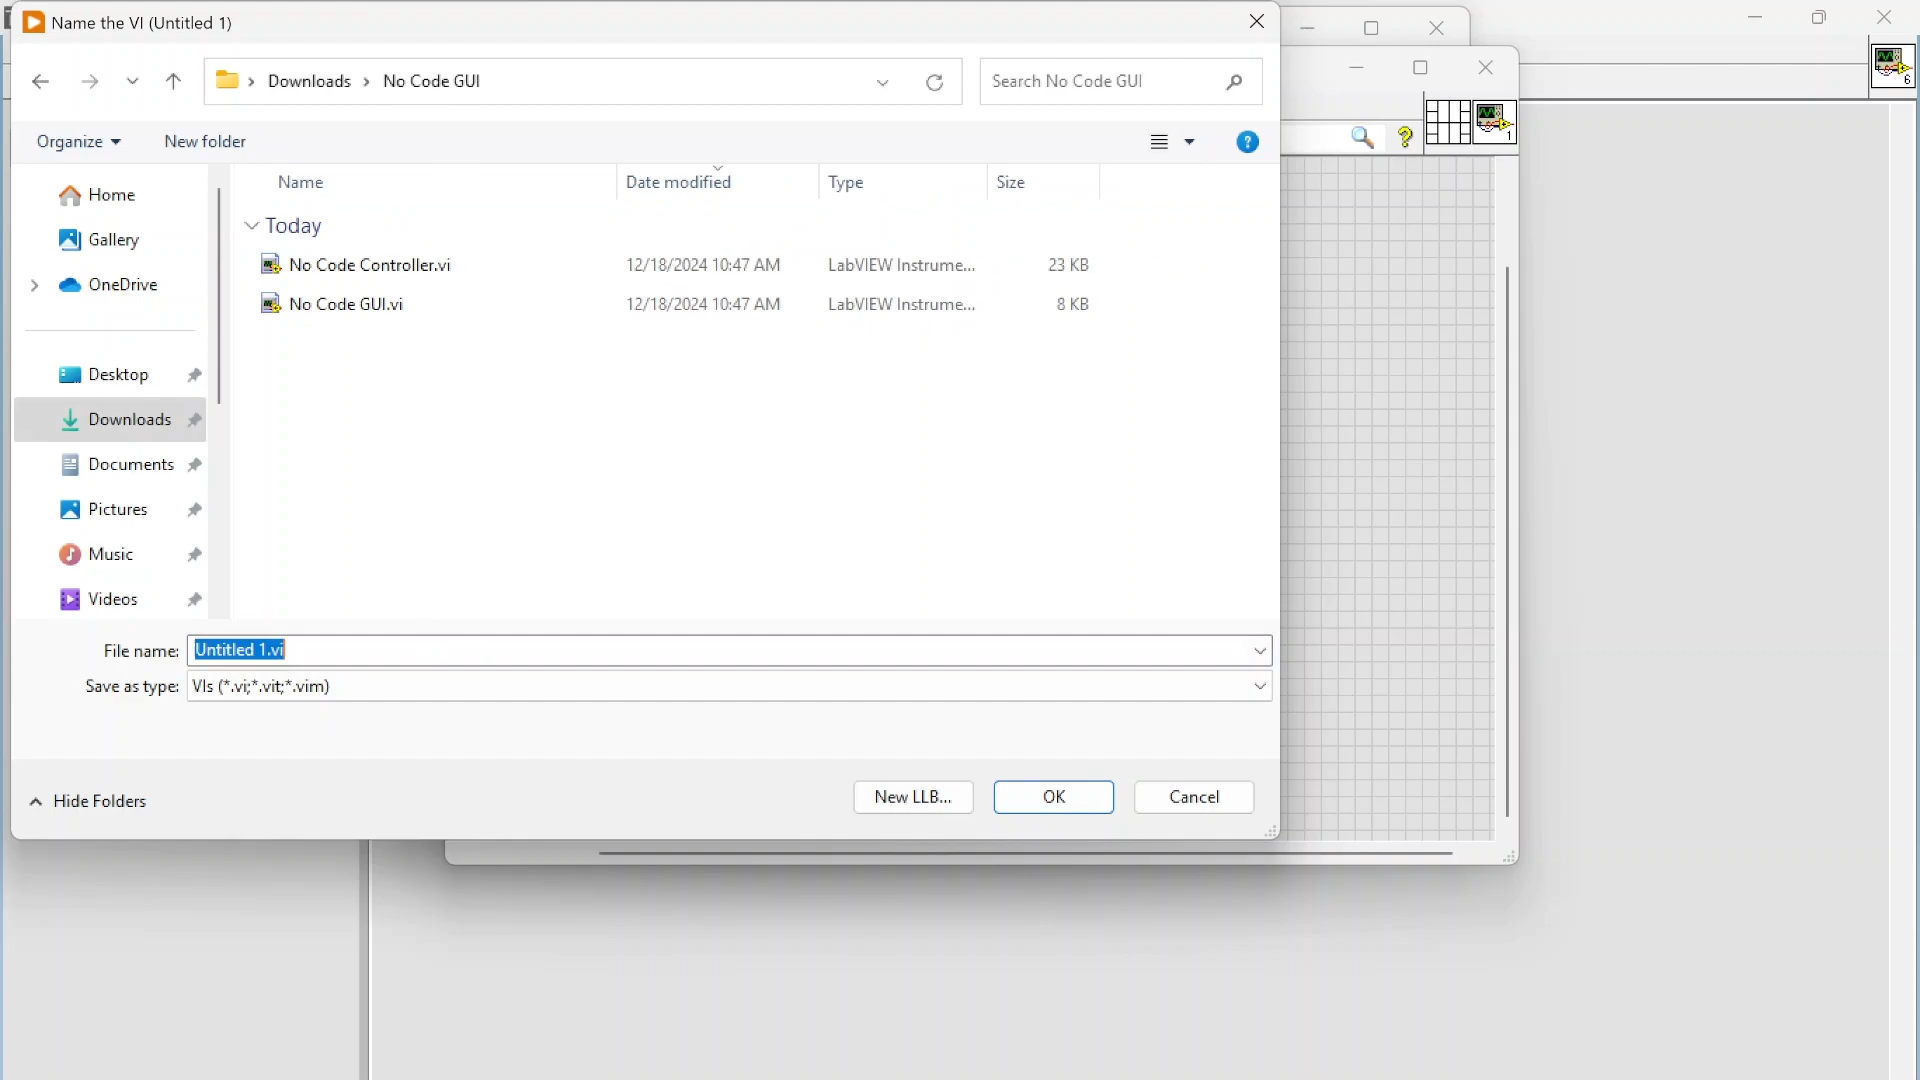 Name the VI (Untitled 1)
Downloads > No Code GUI
Search No Code GUI
6
Organize
New folder
?
?
1
Name
Date modified
Type
Size
Home
Today
Gallery
No Code Controller.vi 12/18/2024 10:47 AM LabVIEW Instrume... 23 KB
OneDrive
No Code GUI.vi 12/18/2024 10:47 AM LabVIEW Instrume... 8 KB
Desktop
Downloads
Documents
Pictures
Music
Videos
File name: Untitled 1.vi
Save as type: VIs (*.vi;*.vit;*.vim)
Hide Folders
New LLB...
OK
Cancel